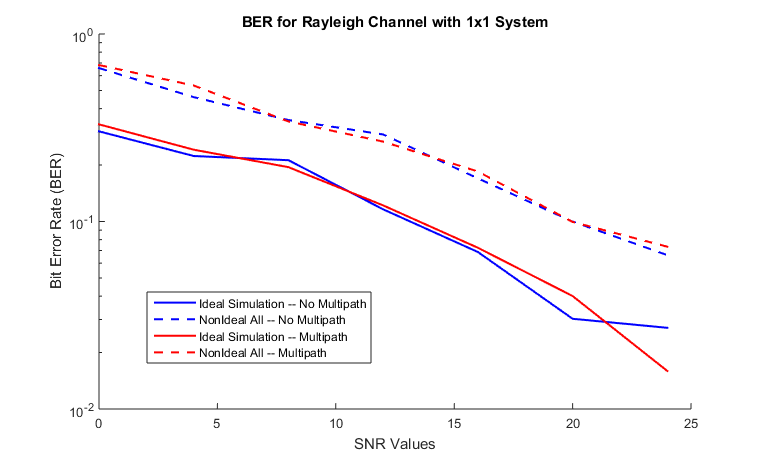 BER for Rayleigh Channel with 1x1 System
Bit Error Rate (BER)
10^0
10^-1
10^-2
Ideal Simulation -- No Multipath
NonIdeal All -- No Multipath
Ideal Simulation -- Multipath
NonIdeal All -- Multipath
0 5 10 15 20 25
SNR Values